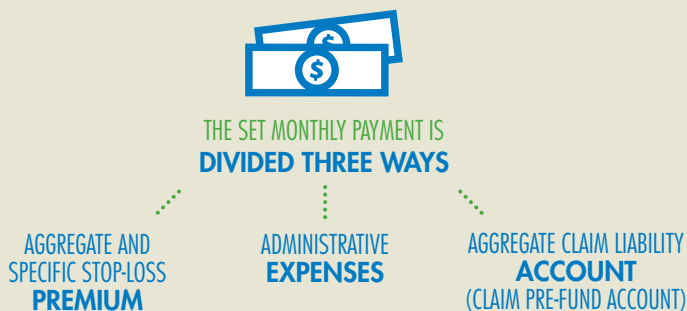 $
$
THE SET MONTHLY PAYMENT IS
DIVIDED THREE WAYS
AGGREGATE AND
SPECIFIC STOP-LOSS
PREMIUM
ADMINISTRATIVE
EXPENSES
AGGREGATE CLAIM LIABILITY
ACCOUNT
(CLAIM PRE-FUND ACCOUNT)